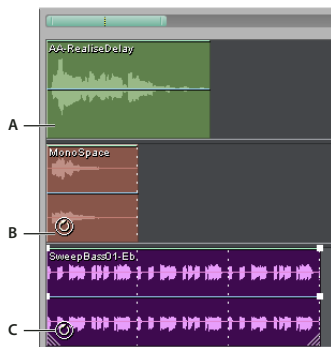 AA-RealiseDelay
A
MonoSpace
B
SweepBass01-Eb
C